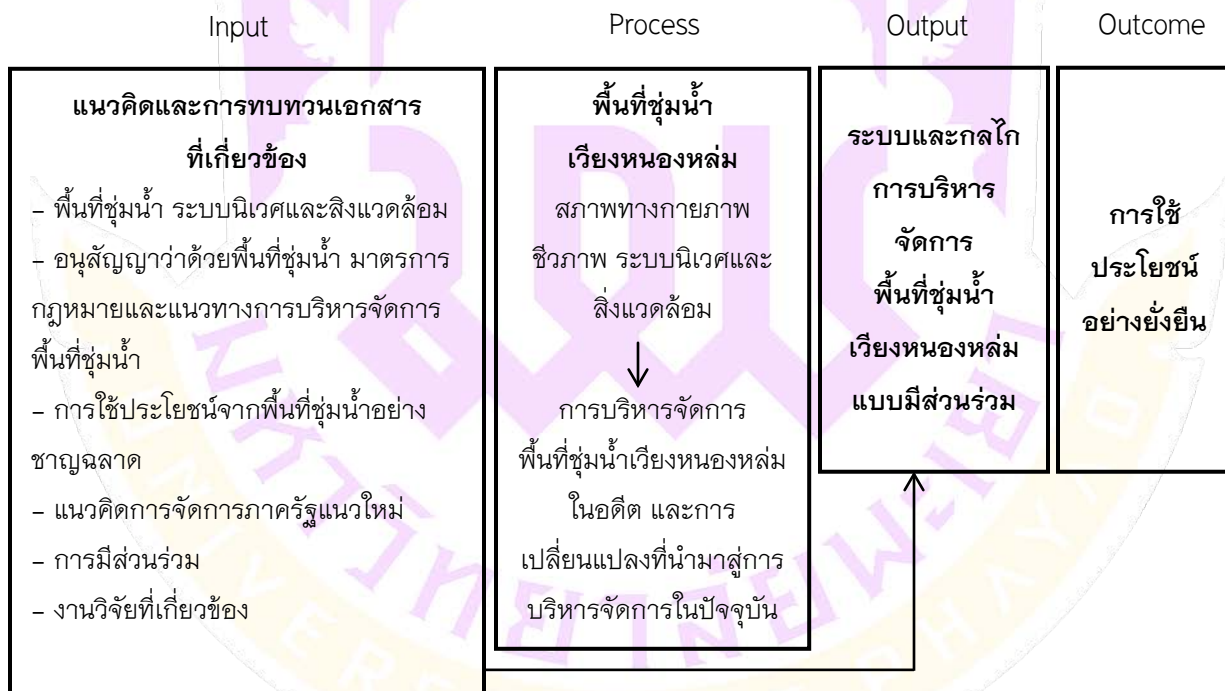 Input
Process
Output
Outcome
แนวคิดและการทบทวนเอกสาร
ที่เกี่ยวข้อง
– พื้นที่ชุ่มน้ำ ระบบนิเวศและสิ่งแวดล้อม
– อนุสัญญาว่าด้วยพื้นที่ชุ่มน้ำ มาตรการ
กฎหมายและแนวทางการบริหารจัดการ
พื้นที่ชุ่มน้ำ
– การใช้ประโยชน์จากพื้นที่ชุ่มน้ำอย่าง
ชาญฉลาด
– แนวคิดการจัดการภาครัฐแนวใหม่
– การมีส่วนร่วม
– งานวิจัยที่เกี่ยวข้อง
พื้นที่ชุ่มน้ำ
เวียงหนองหล่ม
สภาพทางกายภาพ
ชีวภาพ ระบบนิเวศและ
สิ่งแวดล้อม
การบริหารจัดการ
พื้นที่ชุ่มน้ำเวียงหนองหล่ม
ในอดีต และการ
เปลี่ยนแปลงที่นำมาสู่การ
บริหารจัดการในปัจจุบัน
ระบบและกลไก
การบริหาร
จัดการ
พื้นที่ชุ่มน้ำ
เวียงหนองหล่ม
แบบมีส่วนร่วม
การใช้
ประโยชน์
อย่างยั่งยืน